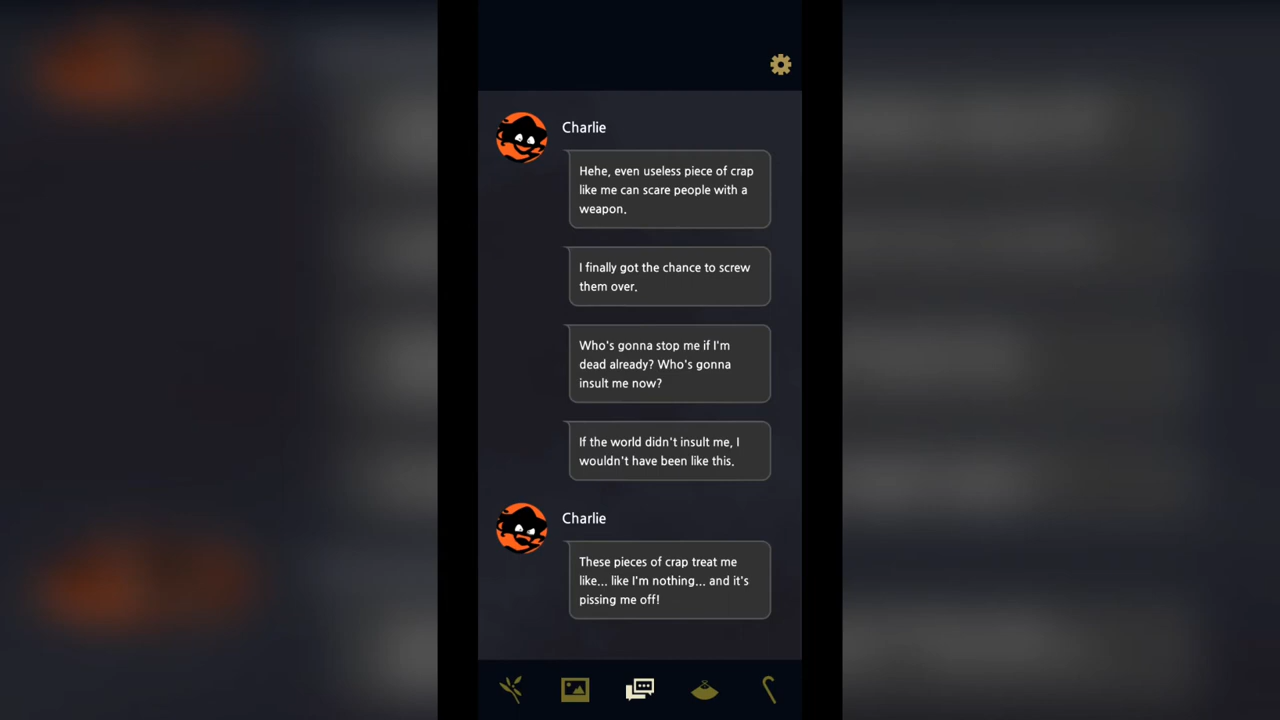 Charlie
Hehe, even useless piece of crap
like me can scare people with a
weapon.
I finally got the chance to screw
them over.
Who's gonna stop me if I'm
dead already? Who's gonna
insult me now?
If the world didn't insult me, I
wouldn't have been like this.
Charlie
These pieces of crap treat me
like... like I'm nothing... and it's
pissing me off!